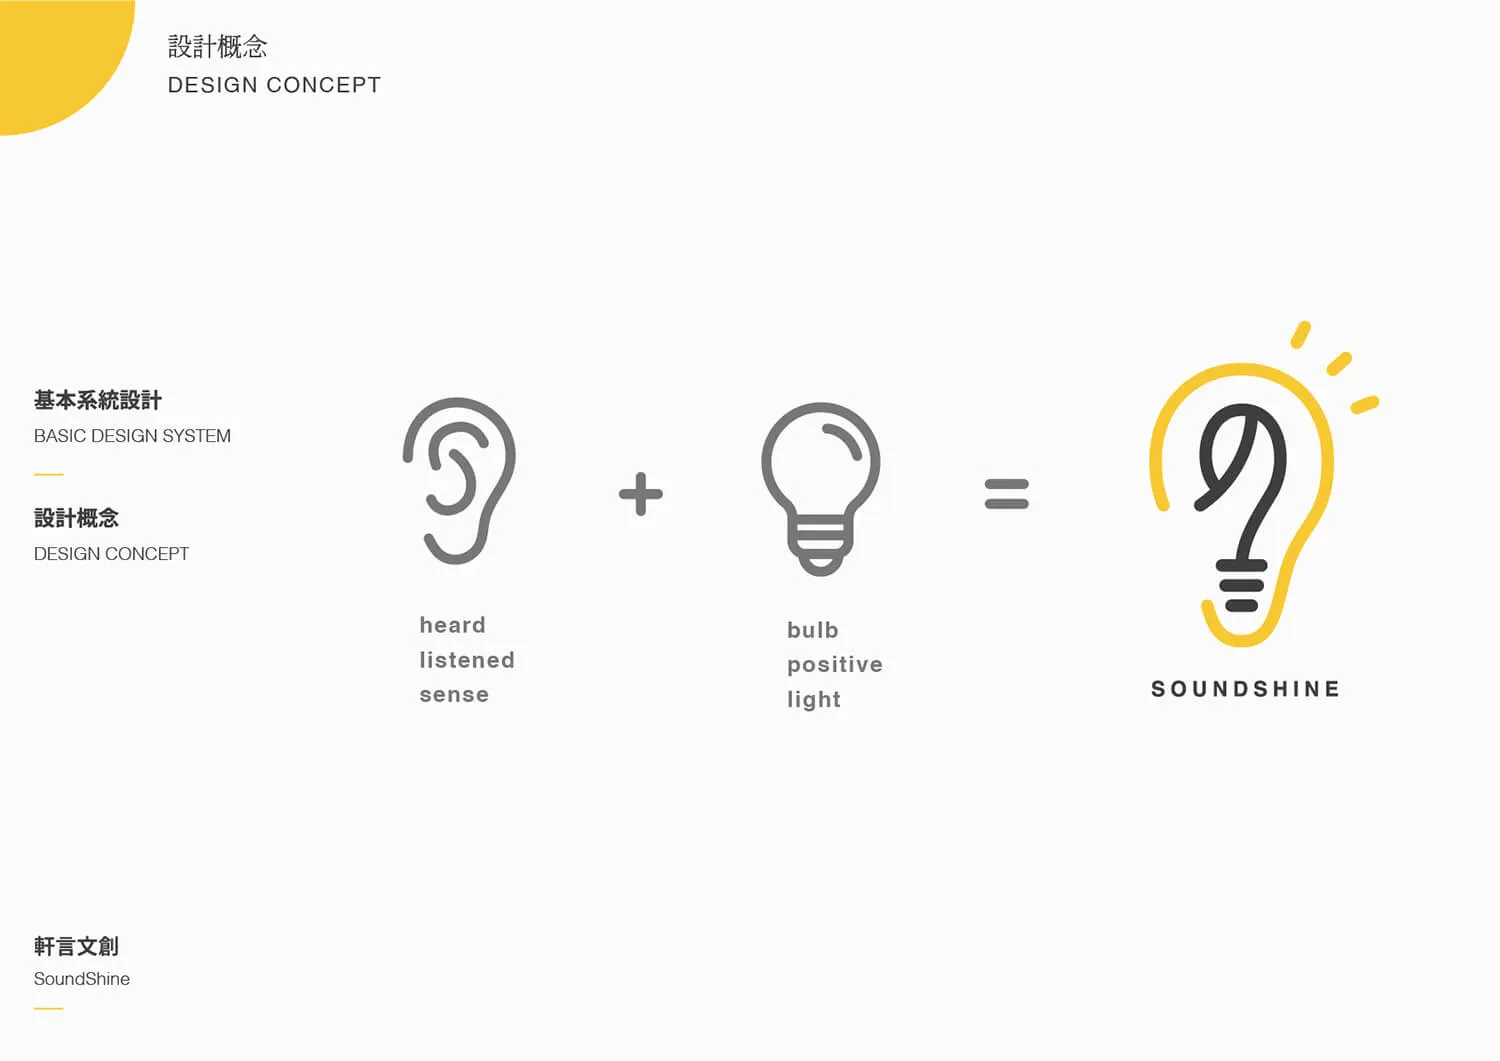 設計概念
DESIGN CONCEPT
基本系統設計
BASIC DESIGN SYSTEM
設計概念
DESIGN CONCEPT
heard
listened
sense
bulb
positive
light
SOUNDSHINE
軒言文創
SoundShine